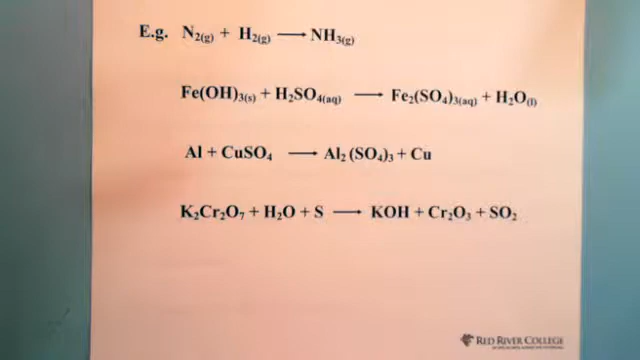 E.g. N₂(g) + H₂(g) ⟶ NH₃(g)
Fe(OH)₃(s) + H₂SO₄(aq) ⟶ Fe₂(SO₄)₃(aq) + H₂O(l)
Al + CuSO₄ ⟶ Al₂ (SO₄)₃ + Cu
K₂Cr₂O₇ + H₂O + S ⟶ KOH + Cr₂O₃ + SO₂
RED RIVER COLLEGE